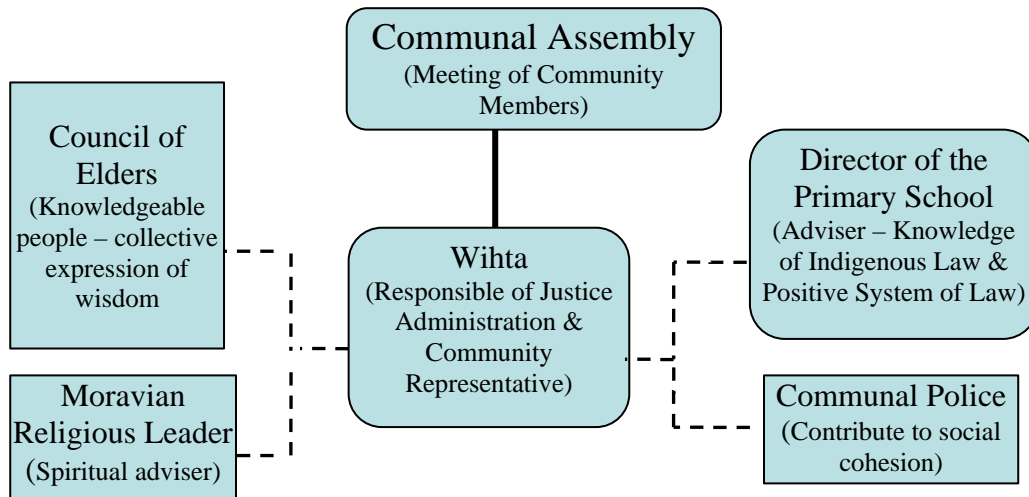 Communal Assembly
(Meeting of Community
Members)
Council of
Elders
(Knowledgeable
people – collective
expression of
wisdom
Director of the
Primary School
(Adviser – Knowledge
of Indigenous Law &
Positive System of Law)
Wihta
(Responsible of Justice
Administration &
Community
Representative)
Moravian
Religious Leader
(Spiritual adviser)
Communal Police
(Contribute to social
cohesion)